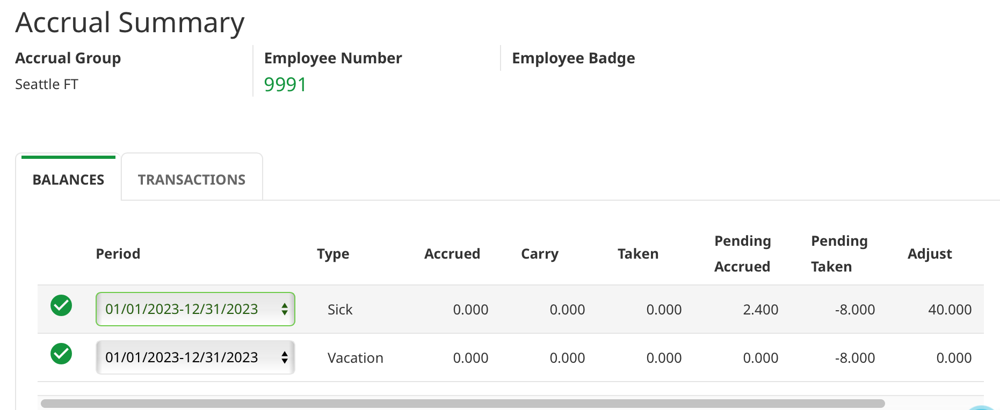 Accrual Summary
Accrual Group Employee Number Employee Badge
Seattle FT 9991
BALANCES TRANSACTIONS
Period Type Accrued Carry Taken Pending Accrued Pending Taken Adjust
01/01/2023-12/31/2023 Sick 0.000 0.000 0.000 2.400 -8.000 40.000
01/01/2023-12/31/2023 Vacation 0.000 0.000 0.000 0.000 -8.000 0.000